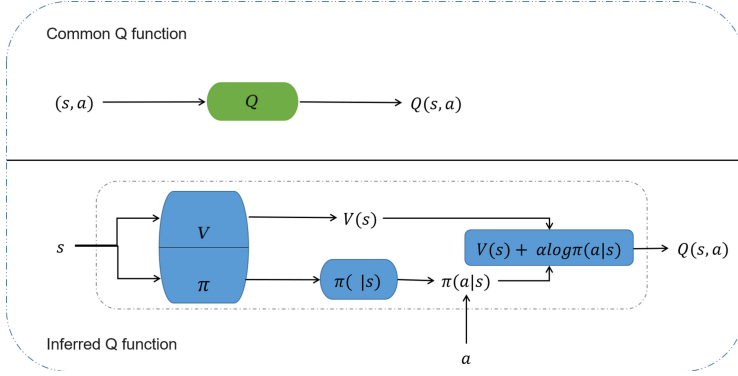 Common Q function
(s,a)
Q
Q(s,a)
s
V
π
V(s)
π( |s)
π(a|s)
V(s) + αlogπ(a|s)
Q(s,a)
a
Inferred Q function